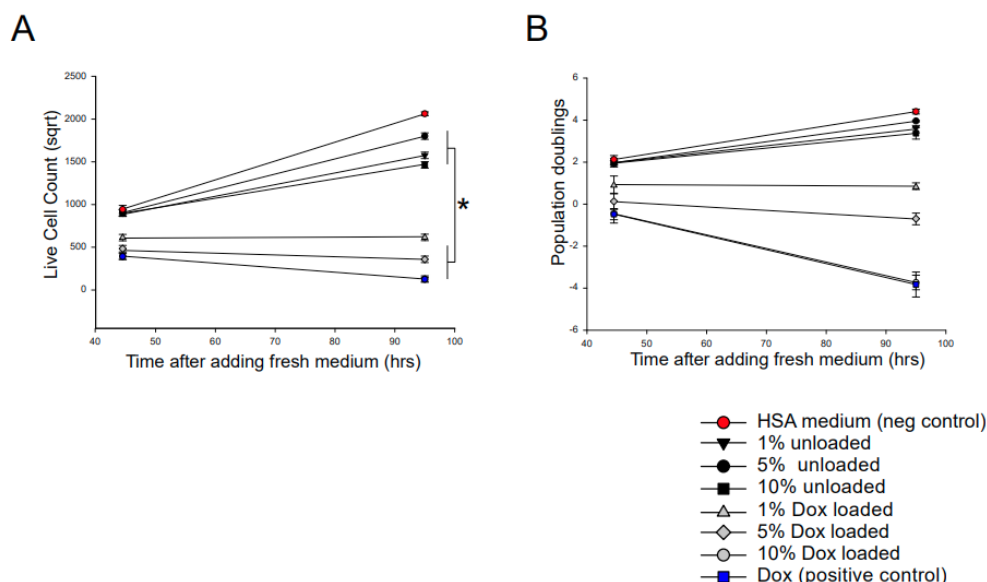 A
B
Live Cell Count (sqrt)
2500
2000
1500
1000
500
0
*
40 50 60 70 80 90 100
Time after adding fresh medium (hrs)
Population doublings
6
4
2
0
-2
-4
-6
40 50 60 70 80 90 100
Time after adding fresh medium (hrs)
HSA medium (neg control)
1% unloaded
5% unloaded
10% unloaded
1% Dox loaded
5% Dox loaded
10% Dox loaded
Dox (positive control)